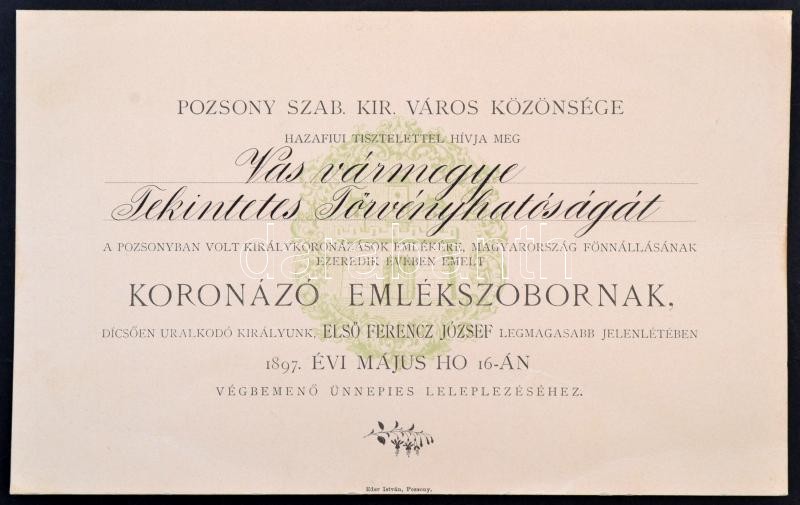 POZSONY SZAB. KIR. VÁROS KÖZÖNSÉGE
HAZAFIUI TISZTELETTEL HÍVJA MEG
Vas vármegye
Tekintetes Törvényhatóságát
A POZSONYBAN VOLT KIRÁLYKORONÁZÁSOK EMLÉKÉRE, MAGYARORSZÁG FÖNNÁLLÁSÁNAK
EZEREDIK ÉVÉBEN EMELT
KORONÁZÓ EMLÉKSZOBORNAK,
DÍCSŐEN URALKODÓ KIRÁLYUNK, ELSŐ FERENCZ JÓZSEF LEGMAGASABB JELENLÉTÉBEN
1897. ÉVI MÁJUS HO 16-ÁN
VÉGBEMENŐ ÜNNEPIES LELEPLEZÉSÉHEZ.
Eder István, Pozsony.